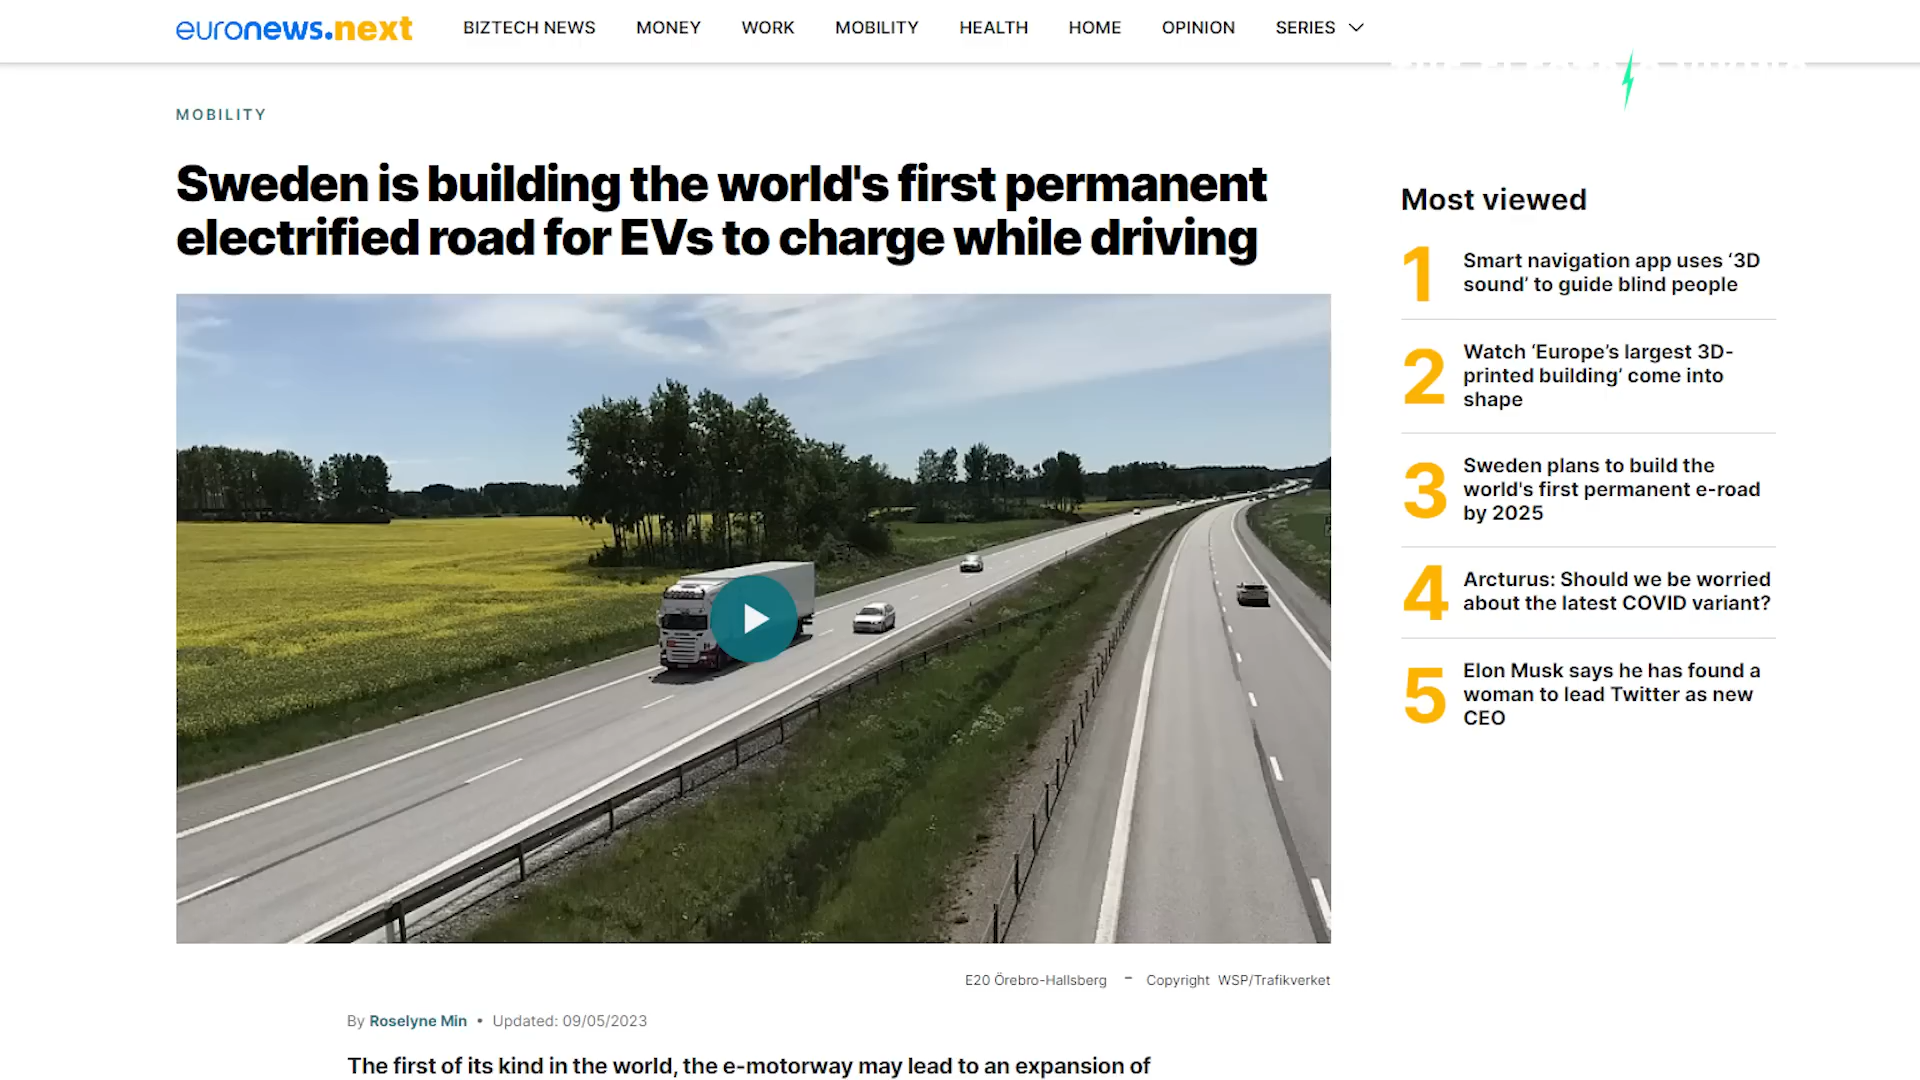 euronews.next
BIZTECH NEWS
MONEY
WORK
MOBILITY
HEALTH
HOME
OPINION
SERIES
MOBILITY
Sweden is building the world's first permanent
electrified road for EVs to charge while driving
E20 Örebro-Hallsberg – Copyright WSP/Trafikverket
By Roselyne Min • Updated: 09/05/2023
The first of its kind in the world, the e-motorway may lead to an expansion of
Most viewed
1
Smart navigation app uses ‘3D
sound’ to guide blind people
2
Watch ‘Europe’s largest 3D-
printed building’ come into
shape
3
Sweden plans to build the
world's first permanent e-road
by 2025
4
Arcturus: Should we be worried
about the latest COVID variant?
5
Elon Musk says he has found a
woman to lead Twitter as new
CEO